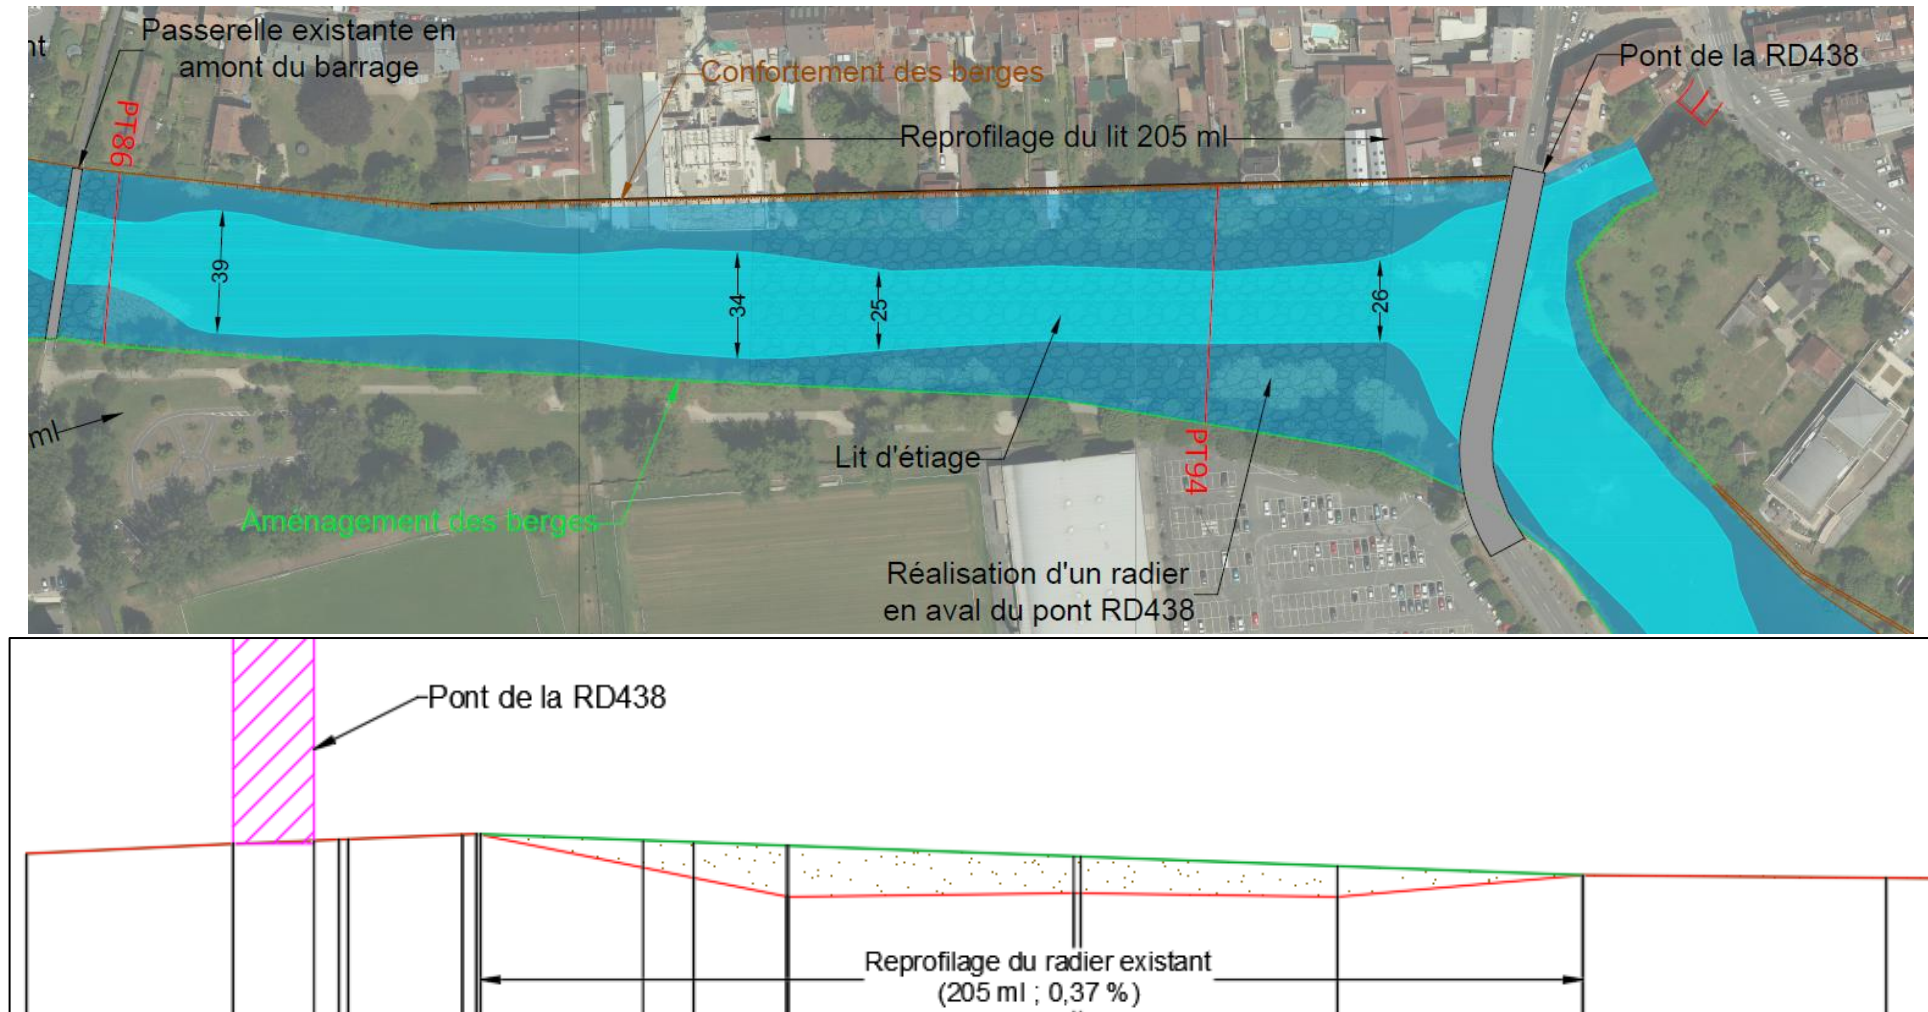 nt
Passerelle existante en
amont du barrage
Confortement des berges
Pont de la RD438
PT86
Reprofilage du lit 205 ml
39
34
25
26
ml
Lit d'étiage
PT94
Aménagement des berges
Réalisation d'un radier
en aval du pont RD438
Pont de la RD438
Reprofilage du radier existant
(205 ml ; 0,37 %)